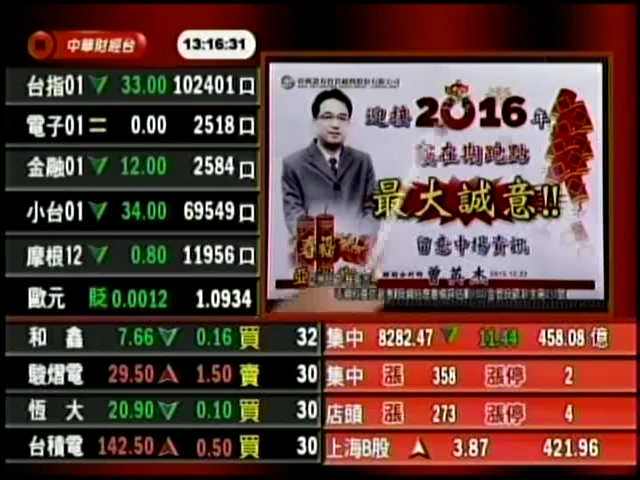 中華財經台
13:16:31
台指01 33.00 102401口
電子01 = 0.00 2518口
金融01 12.00 2584口
小台01 34.00 69549口
摩根12 0.80 11956口
歐元 貶 0.0012 1.0934
迎接2016年
最大誠意!!
留意中場資訊
曾英杰 2015.12.23
和鑫 7.66 0.16 買 32
駿熠電 29.50 1.50 賣 30
恆大 20.90 0.10 買 30
台積電 142.50 0.50 買 30
集中 8282.47 11.44 458.08 億
集中 漲 358 漲停 2
店頭 漲 273 漲停 4
上海B股 3.87 421.96